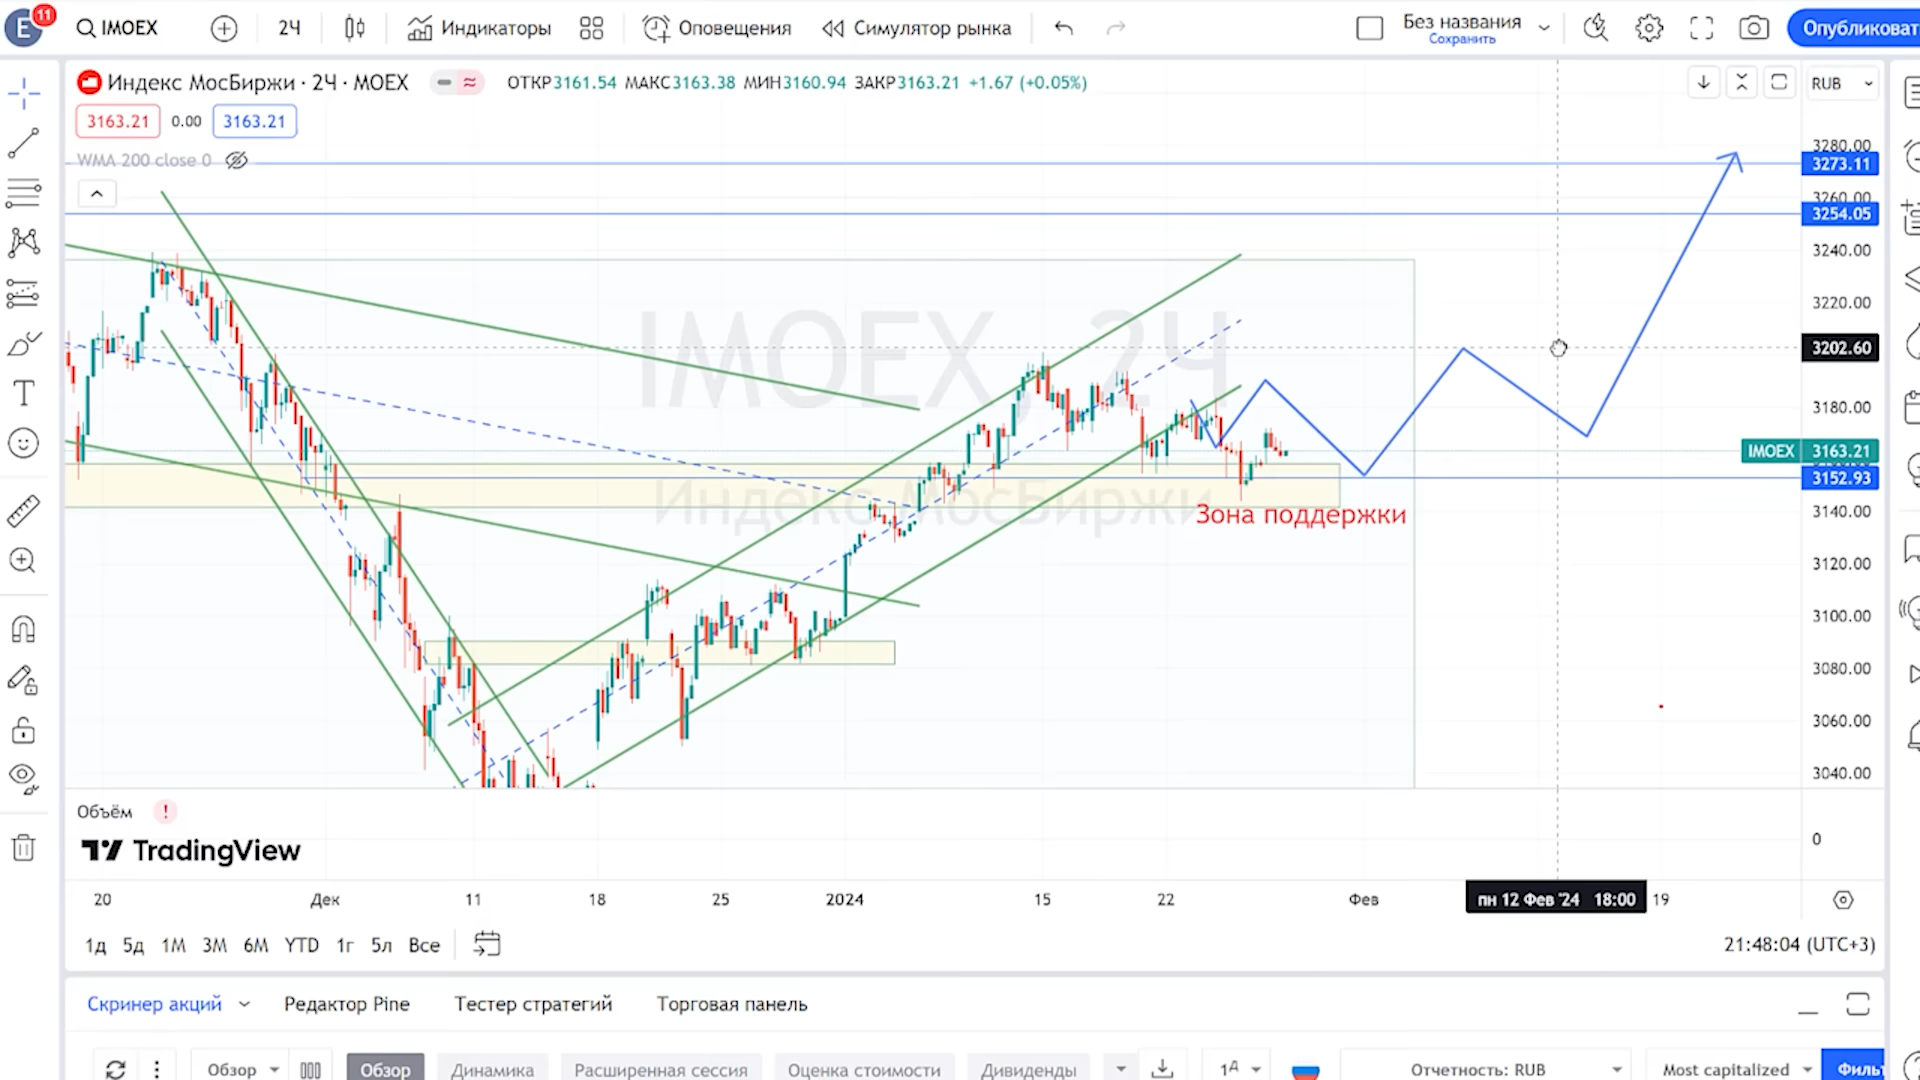 E 11 IMOEX 2Ч Индикаторы Оповещения Симулятор рынка Без названия Сохранить
Индекс МосБиржи · 2Ч · MOEX ОТКР3161.54 МАКС3163.38 МИН3160.94 ЗАКР3163.21 +1.67 (+0.05%) RUB
3163.21 0.00 3163.21
WMA 200 close 0
IMOEX, 2Ч
Индекс МосБиржи
Зона поддержки
3280.00
3273.11
3260.00
3254.05
3240.00
3220.00
3202.60
3180.00
IMOEX 3163.21
3152.93
3140.00
3120.00
3100.00
3080.00
3060.00
3040.00
Объём !
0
TradingView
20 Дек 11 18 25 2024 15 22 Фев пн 12 Фев '24 18:00 19
1д 5д 1М 3М 6М YTD 1г 5л Все 21:48:04 (UTC+3)
Скринер акций Редактор Pine Тестер стратегий Торговая панель
Обзор Обзор Динамика Расширенная сессия Оценка стоимости Дивиденды 1д Отчетность: RUB Most capitalized